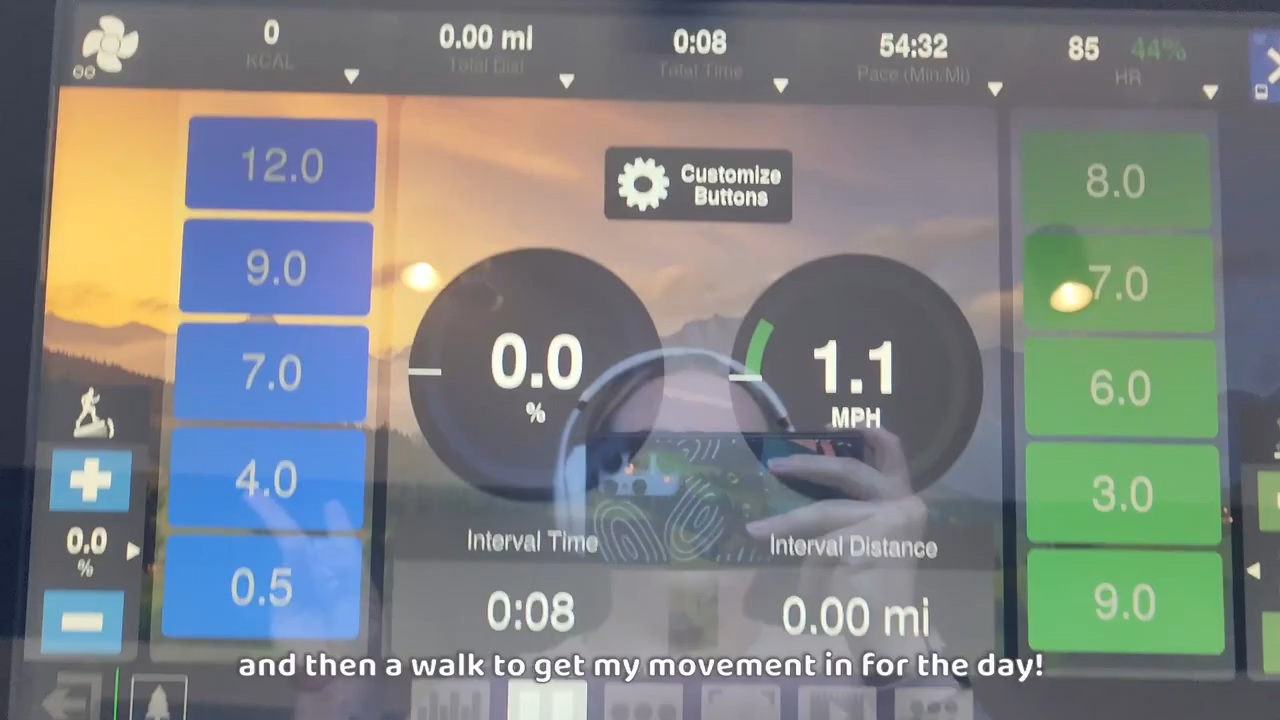 0
KCAL
0.00 mi
Total Dist
0:08
Total Time
54:32
Pace (Min/Mi)
85 44%
HR
12.0
9.0
7.0
4.0
0.5
Customize
Buttons
0.0
%
1.1
MPH
8.0
7.0
6.0
3.0
9.0
0.0
%
Interval Time
0:08
Interval Distance
0.00 mi
and then a walk to get my movement in for the day!